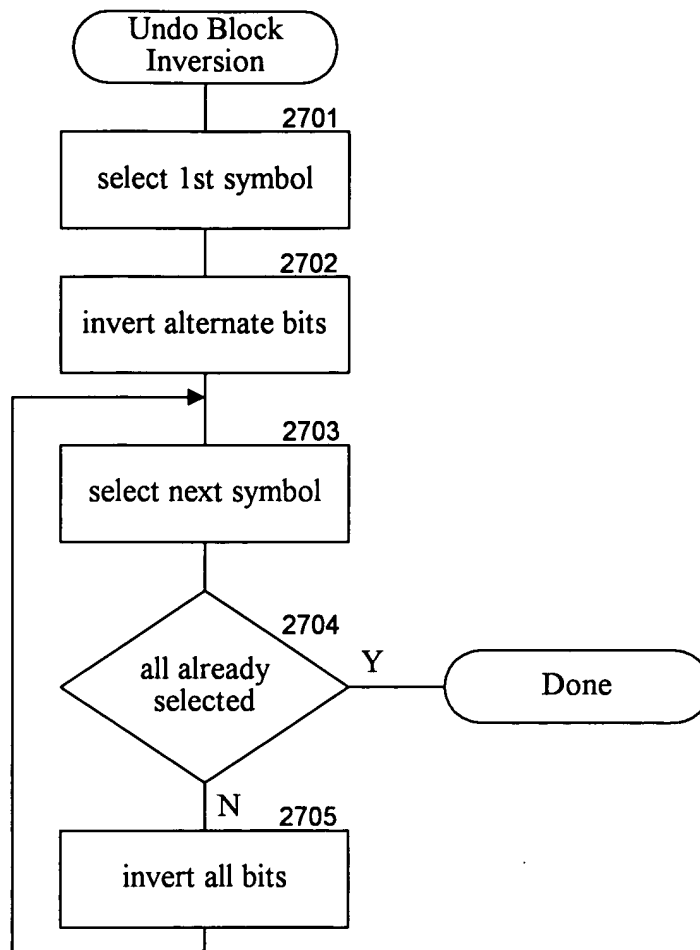 Undo Block
Inversion
2701
select 1st symbol
2702
invert alternate bits
2703
select next symbol
2704
all already
selected
Y
Done
N
2705
invert all bits